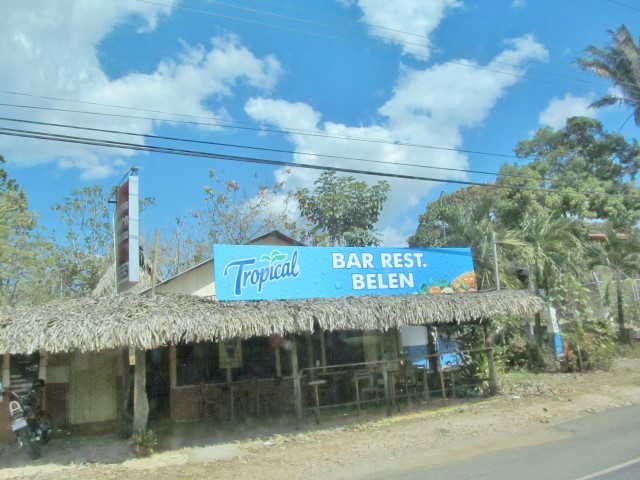 Tropical
BAR REST.
BELEN